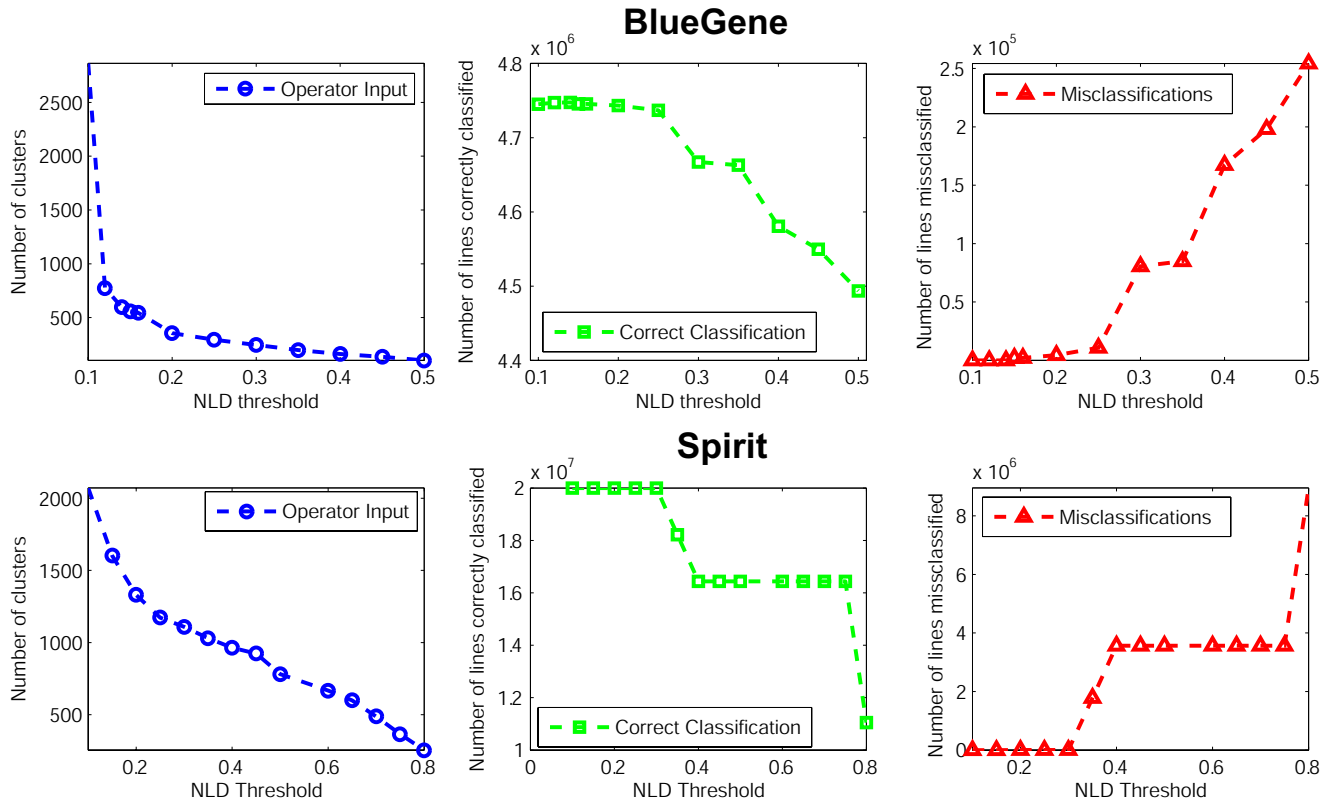 BlueGene
Number of clusters
2500
2000
1500
1000
500
0.1 0.2 0.3 0.4 0.5
NLD threshold
Operator Input
x 10^6
Number of lines correctly classified
4.8
4.7
4.6
4.5
4.4
0.1 0.2 0.3 0.4 0.5
NLD threshold
Correct Classification
x 10^5
Number of lines missclassified
2.5
2
1.5
1
0.5
0.1 0.2 0.3 0.4 0.5
NLD threshold
Misclassifications
Spirit
Number of clusters
2000
1500
1000
500
0.2 0.4 0.6 0.8
NLD Threshold
Operator Input
x 10^7
Number of lines correctly classified
2
1.8
1.6
1.4
1.2
1
0 0.2 0.4 0.6 0.8
NLD Threshold
Correct Classification
x 10^6
Number of lines missclassified
8
6
4
2
0
0.2 0.4 0.6 0.8
NLD Threshold
Misclassifications